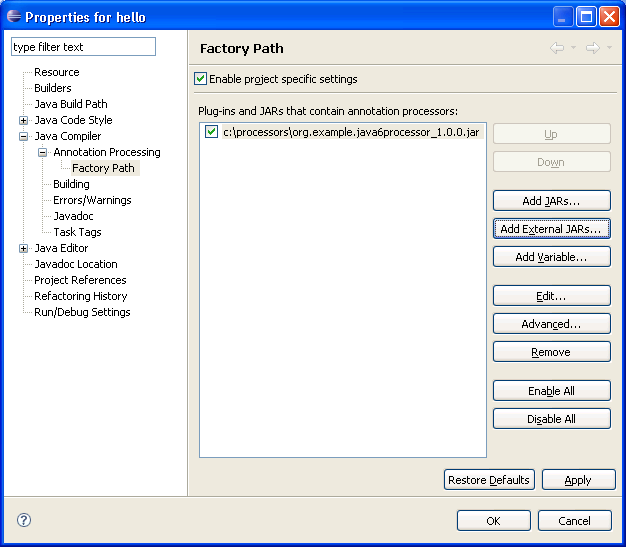 Properties for hello
type filter text
Resource
Builders
Java Build Path
Java Code Style
Java Compiler
Annotation Processing
Factory Path
Building
Errors/Warnings
Javadoc
Task Tags
Java Editor
Javadoc Location
Project References
Refactoring History
Run/Debug Settings
Factory Path
Enable project specific settings
Plug-ins and JARs that contain annotation processors:
c:\processors\org.example.java6processor_1.0.0.jar
Up
Down
Add JARs...
Add External JARs...
Add Variable...
Edit...
Advanced...
Remove
Enable All
Disable All
Restore Defaults
Apply
?
OK
Cancel